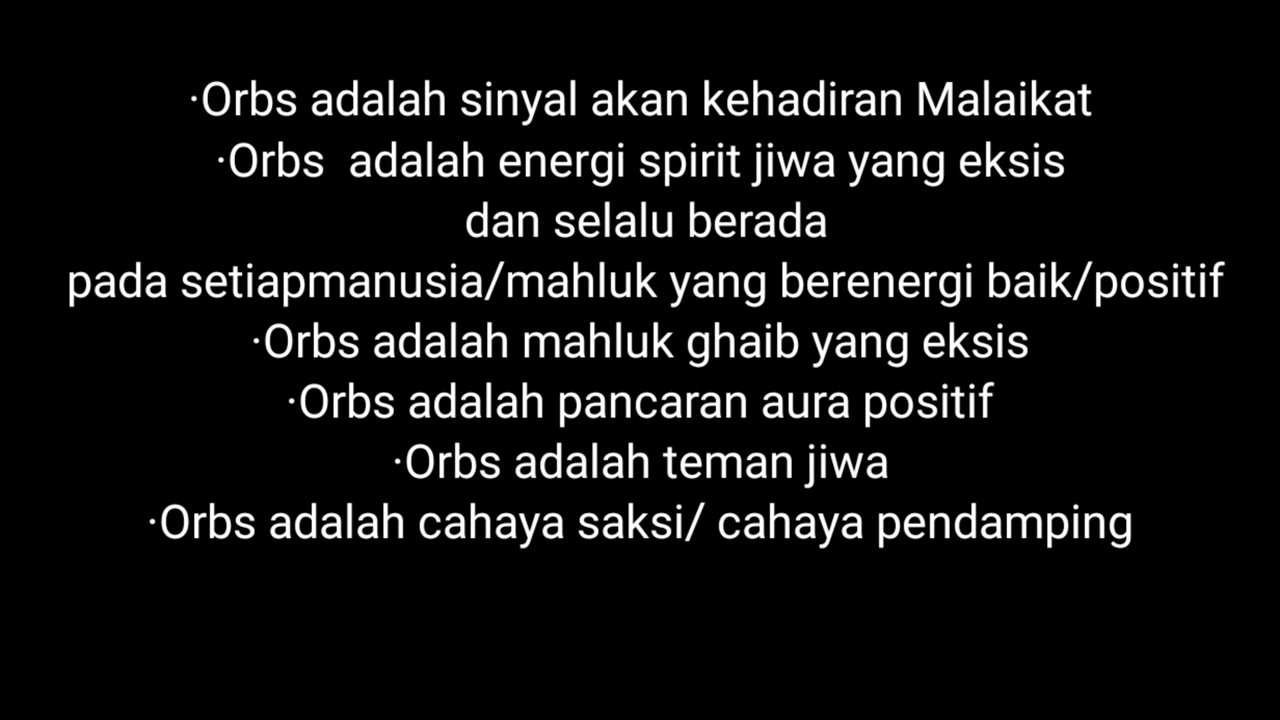 ·Orbs adalah sinyal akan kehadiran Malaikat
·Orbs  adalah energi spirit jiwa yang eksis
dan selalu berada
pada setiapmanusia/mahluk yang berenergi baik/positif
·Orbs adalah mahluk ghaib yang eksis
·Orbs adalah pancaran aura positif
·Orbs adalah teman jiwa
·Orbs adalah cahaya saksi/ cahaya pendamping